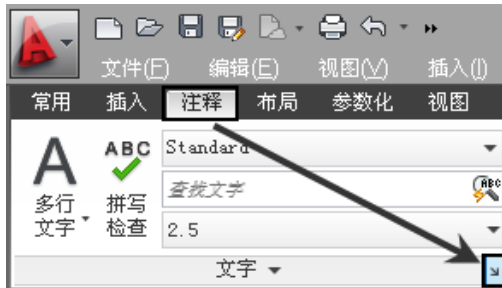 文件(F) 编辑(E) 视图(V) 插入(I)
常用 插入 注释 布局 参数化 视图
A ABC Standard
查找文字 ABC
多行文字 拼写检查 2.5
文字